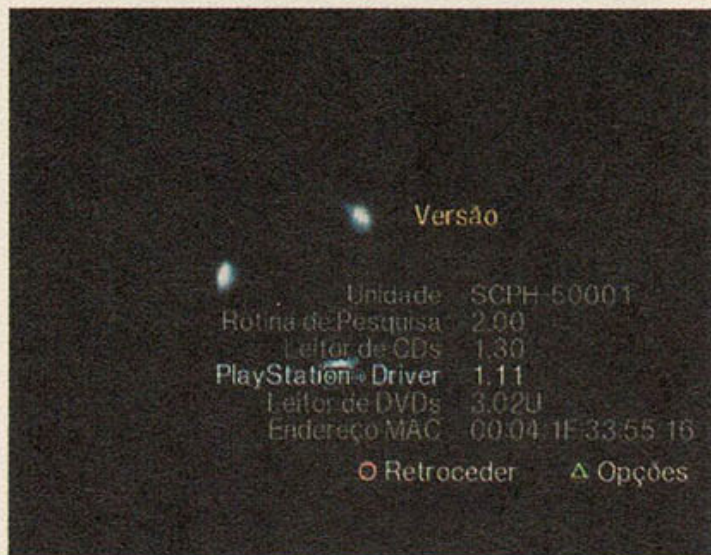 Versão
Unidade SCPH-50001
Rotina de Pesquisa 2.00
Leitor de CDs 1.30
PlayStation® Driver 1.11
Leitor de DVDs 3.02U
Endereço MAC 00:04:1F:33:55:16
Retroceder Opções